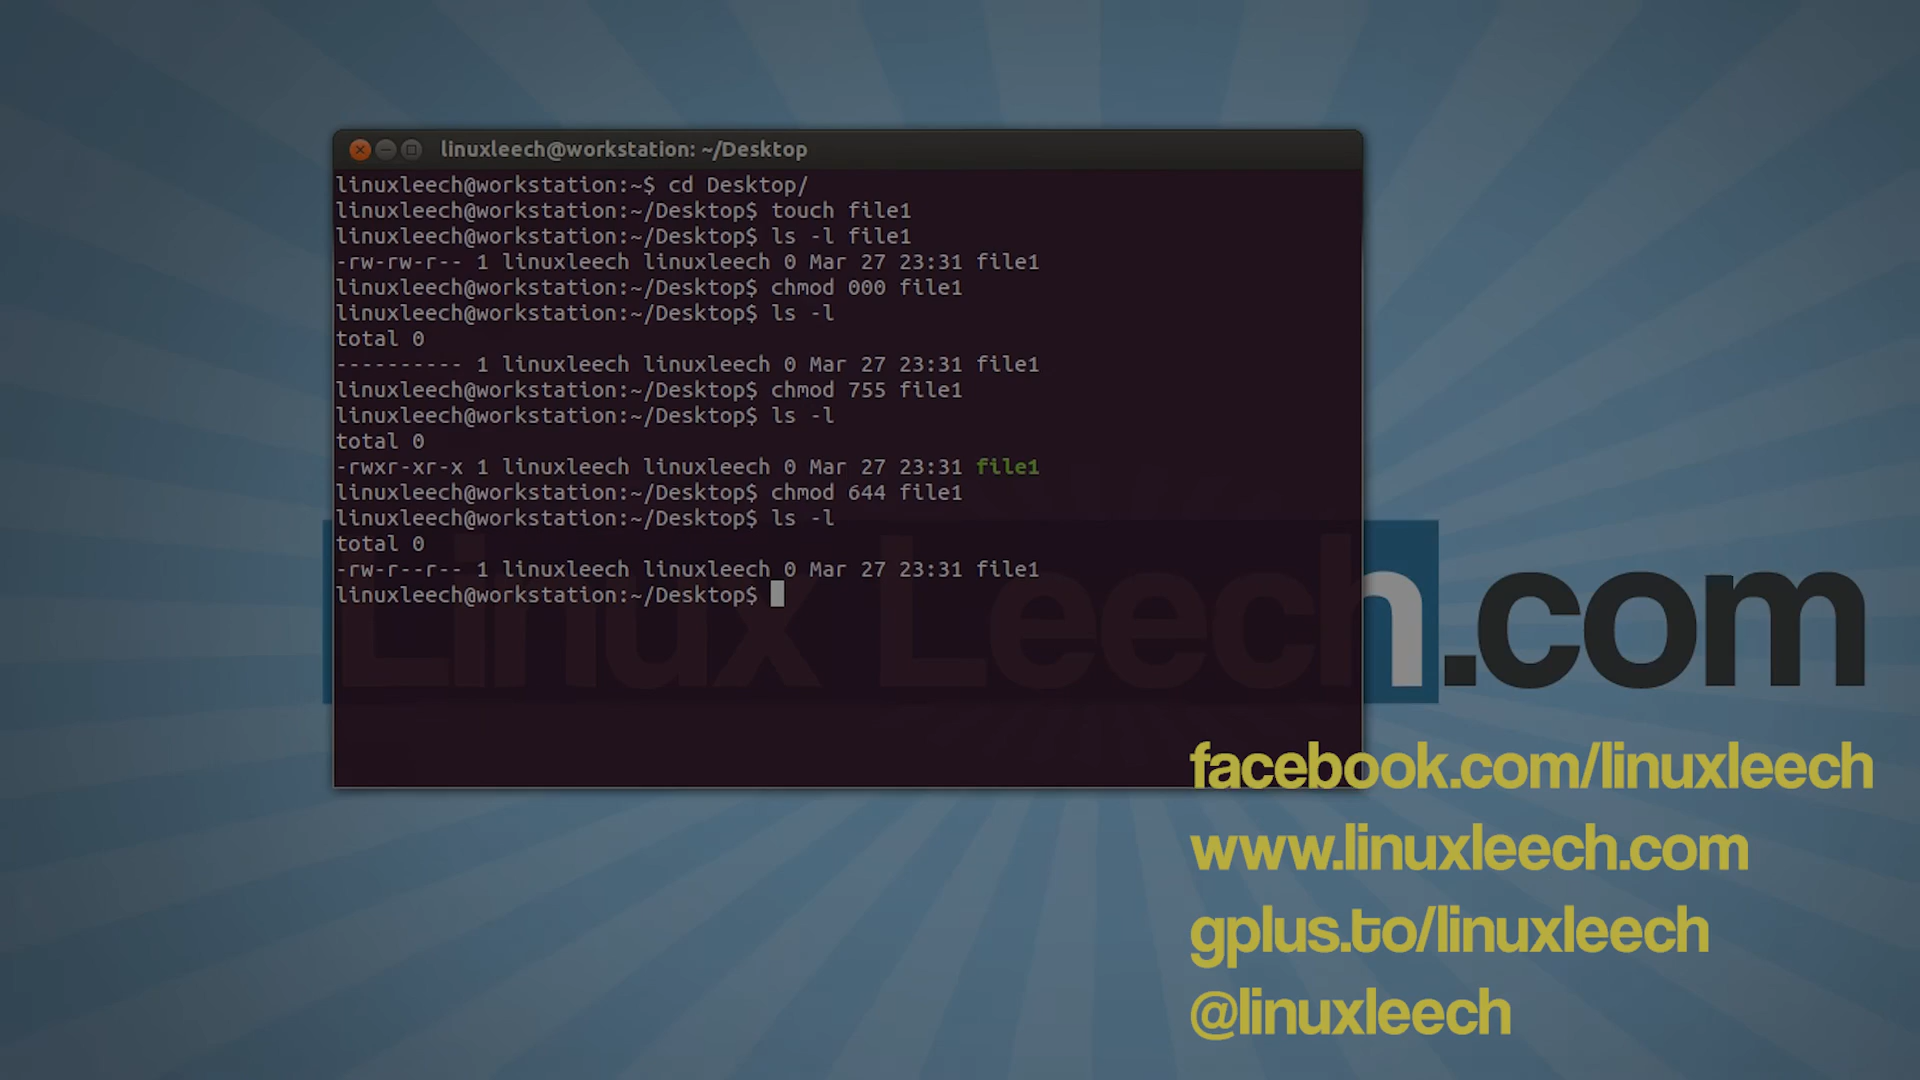 linuxleech@workstation: ~/Desktop
linuxleech@workstation:~$ cd Desktop/
linuxleech@workstation:~/Desktop$ touch file1
linuxleech@workstation:~/Desktop$ ls -l file1
-rw-rw-r-- 1 linuxleech linuxleech 0 Mar 27 23:31 file1
linuxleech@workstation:~/Desktop$ chmod 000 file1
linuxleech@workstation:~/Desktop$ ls -l
total 0
---------- 1 linuxleech linuxleech 0 Mar 27 23:31 file1
linuxleech@workstation:~/Desktop$ chmod 755 file1
linuxleech@workstation:~/Desktop$ ls -l
total 0
-rwxr-xr-x 1 linuxleech linuxleech 0 Mar 27 23:31 file1
linuxleech@workstation:~/Desktop$ chmod 644 file1
linuxleech@workstation:~/Desktop$ ls -l
total 0
-rw-r--r-- 1 linuxleech linuxleech 0 Mar 27 23:31 file1
linuxleech@workstation:~/Desktop$
Linux Leech.com
facebook.com/linuxleech
www.linuxleech.com
gplus.to/linuxleech
@linuxleech